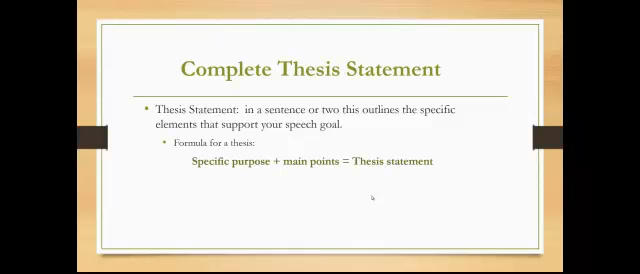 Complete Thesis Statement
• Thesis Statement:  in a sentence or two this outlines the specific
elements that support your speech goal.
• Formula for a thesis:
Specific purpose + main points = Thesis statement